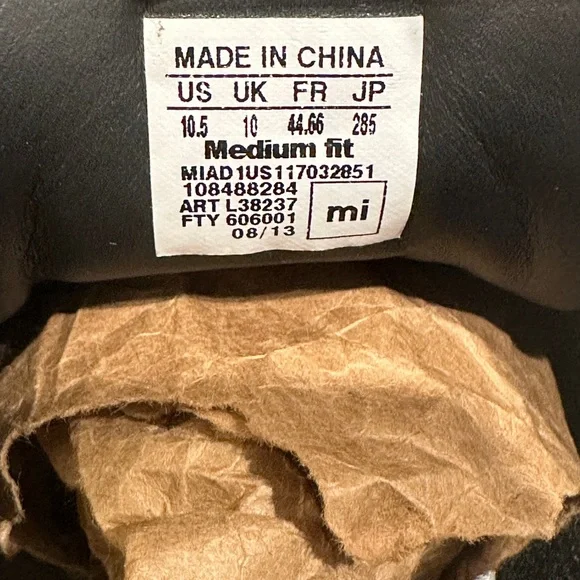 MADE IN CHINA
US UK FR JP
10.5 10 44.66 285
Medium fit
MIAD1US117032851
108488284
ART L38237
FTY 606001
08/13
mi